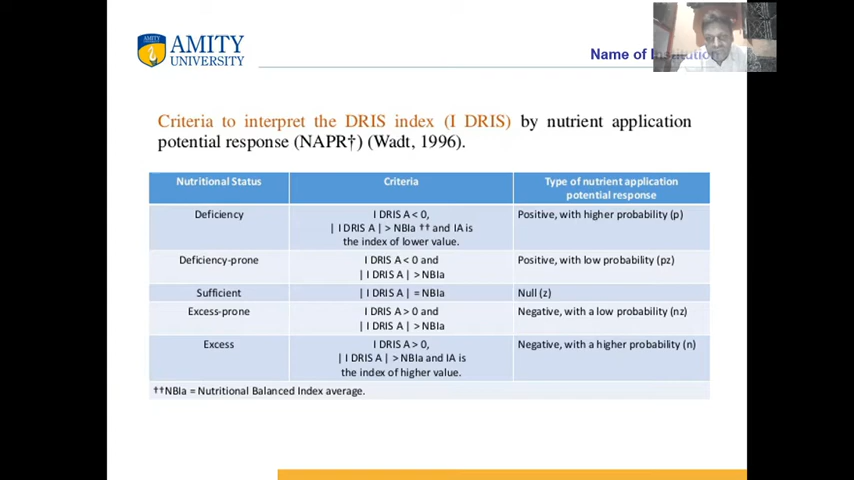 AMITY
AMITY
UNIVERSITY
Name of Institution
Criteria to interpret the DRIS index (I DRIS) by nutrient application
potential response (NAPR†) (Wadt, 1996).
Nutritional Status
Criteria
Type of nutrient application
potential response
Deficiency
I DRIS A < 0,
| I DRIS A | > NBIa †† and IA is
the index of lower value.
Positive, with higher probability (p)
Deficiency-prone
I DRIS A < 0 and
| I DRIS A | > NBIa
Positive, with low probability (pz)
Sufficient
| I DRIS A | = NBIa
Null (z)
Excess-prone
I DRIS A > 0 and
| I DRIS A | > NBIa
Negative, with a low probability (nz)
Excess
I DRIS A > 0,
| I DRIS A | > NBIa and IA is
the index of higher value.
Negative, with a higher probability (n)
††NBIa = Nutritional Balanced Index average.